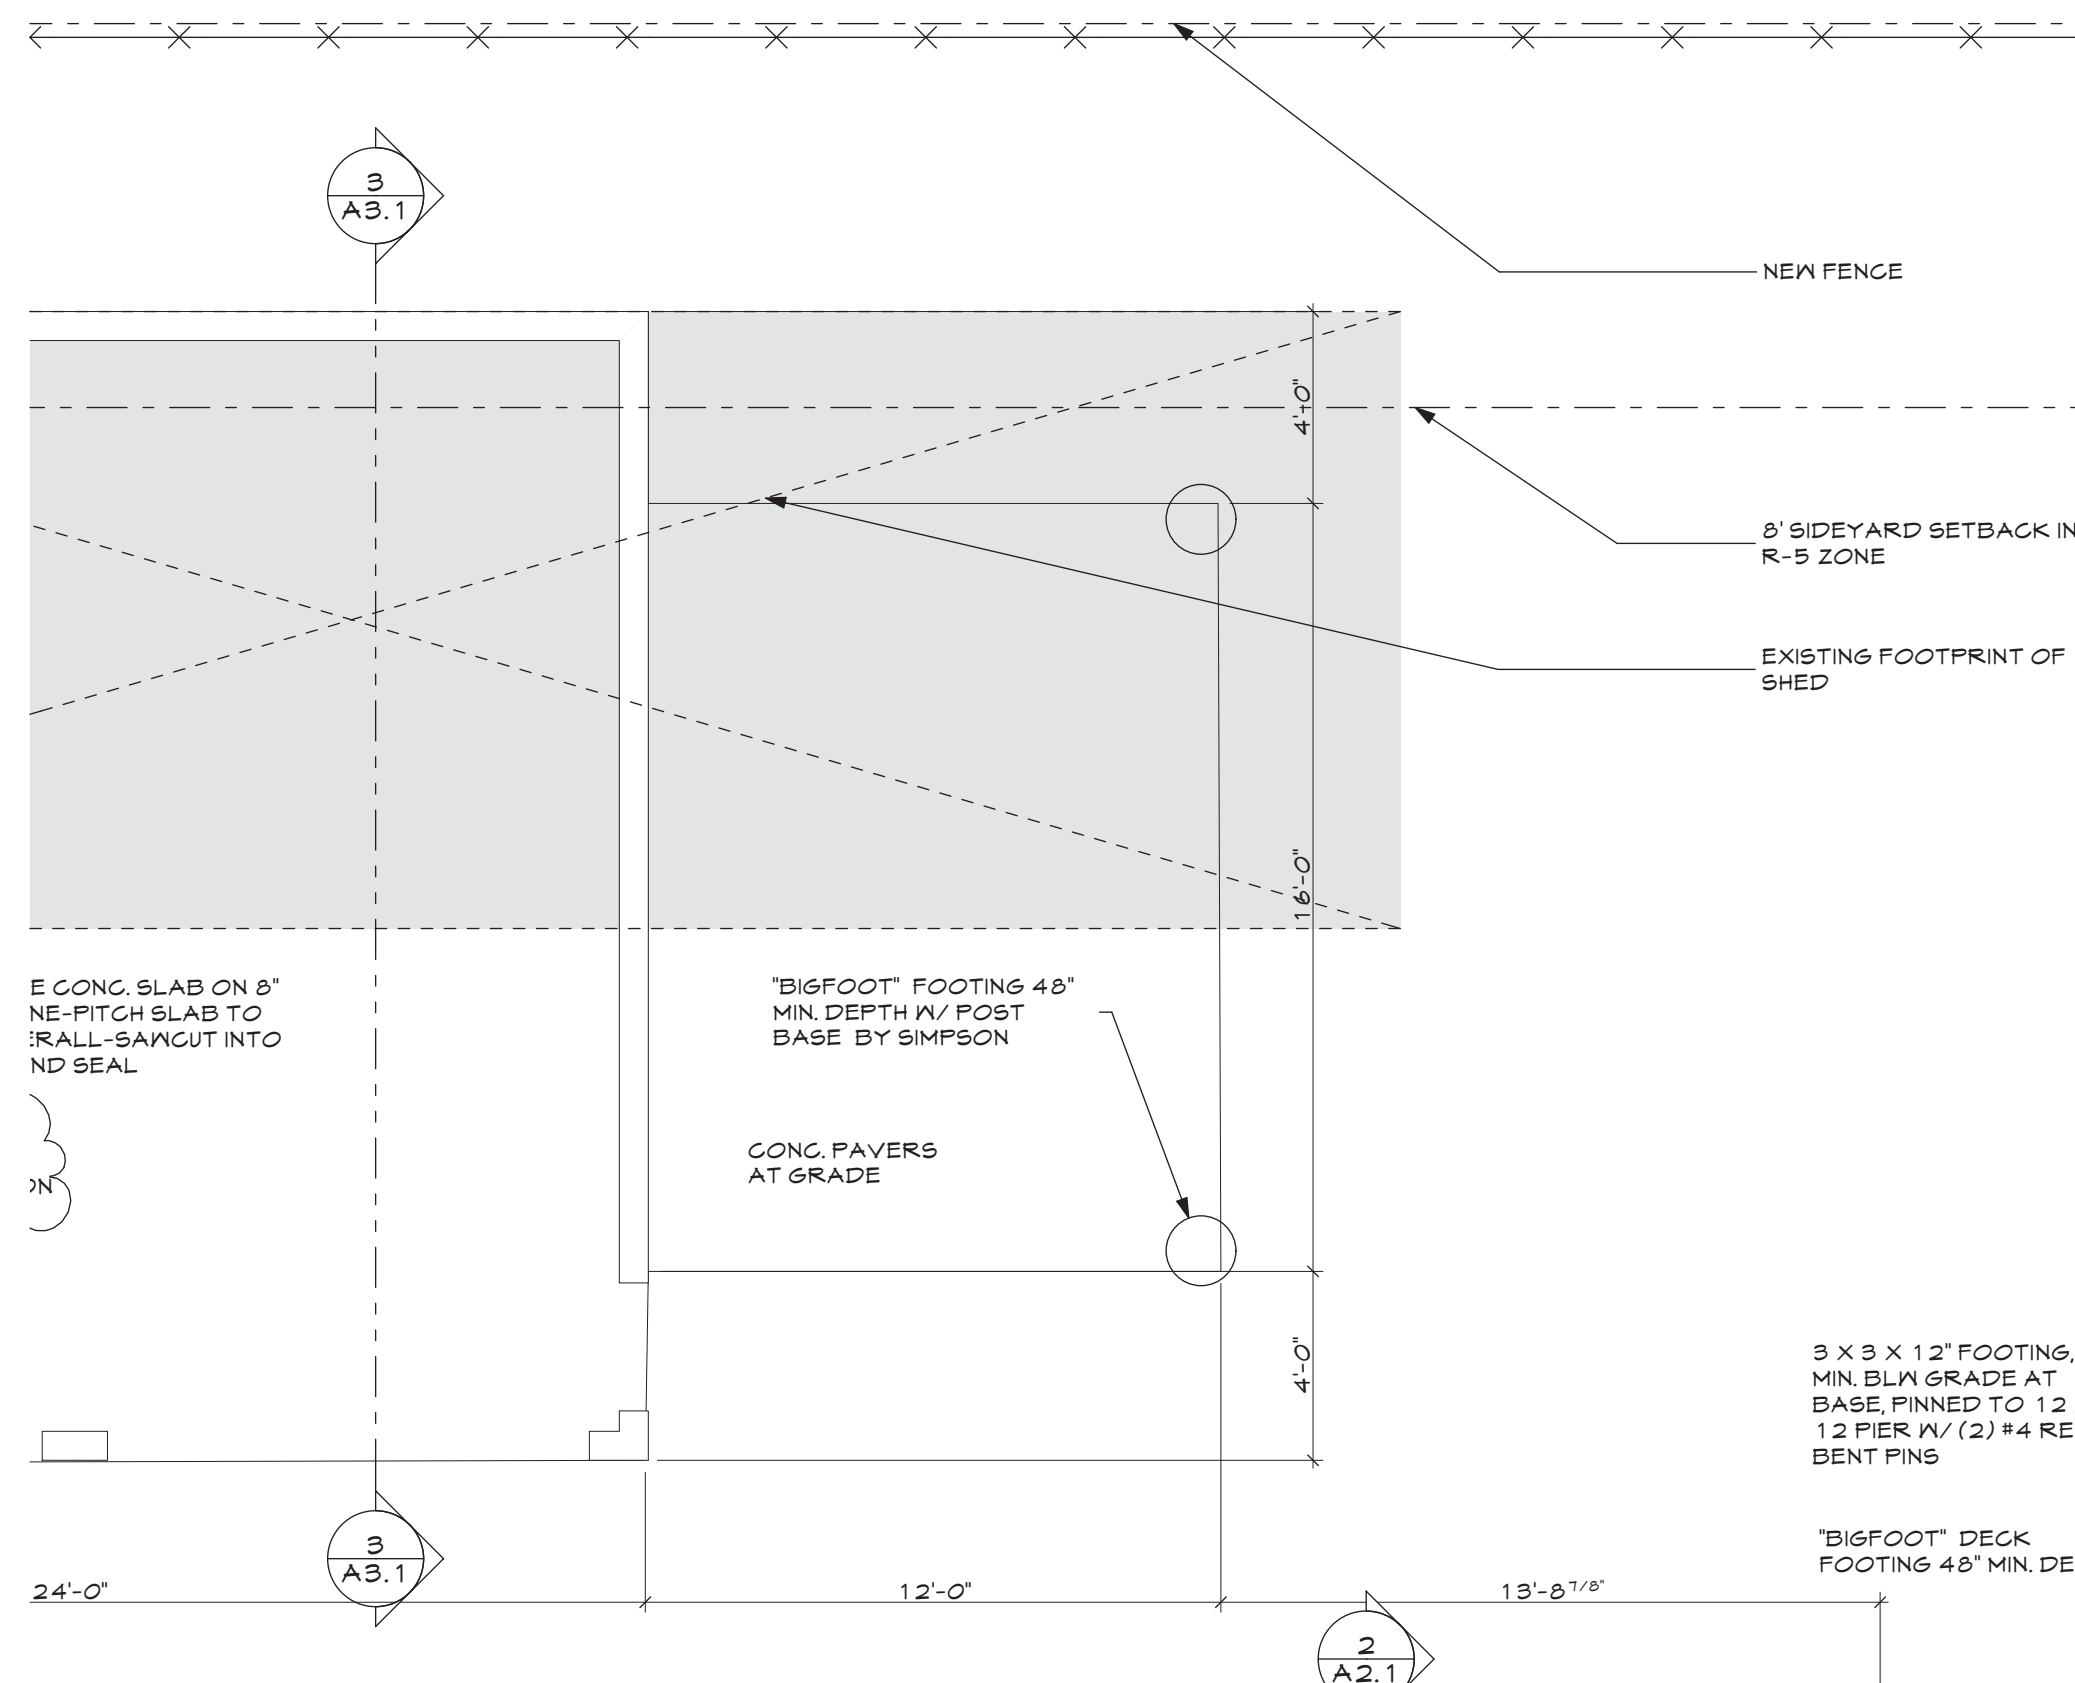 3
A3.1
NEW FENCE
4'-0"
8' SIDEYARD SETBACK IN
R-5 ZONE
EXISTING FOOTPRINT OF
SHED
16'-0"
E CONC. SLAB ON 8"
NE-PITCH SLAB TO
ERALL-SAWCUT INTO
ND SEAL
"BIGFOOT" FOOTING 48"
MIN. DEPTH W/ POST
BASE BY SIMPSON
CONC. PAVERS
AT GRADE
ON
4'-0"
3 X 3 X 12" FOOTING,
MIN. BLW GRADE AT
BASE, PINNED TO 12
12 PIER W/ (2) #4 RE
BENT PINS
"BIGFOOT" DECK
FOOTING 48" MIN. DE
3
A3.1
24'-0"
12'-0"
13'-8 7/8"
2
A2.1